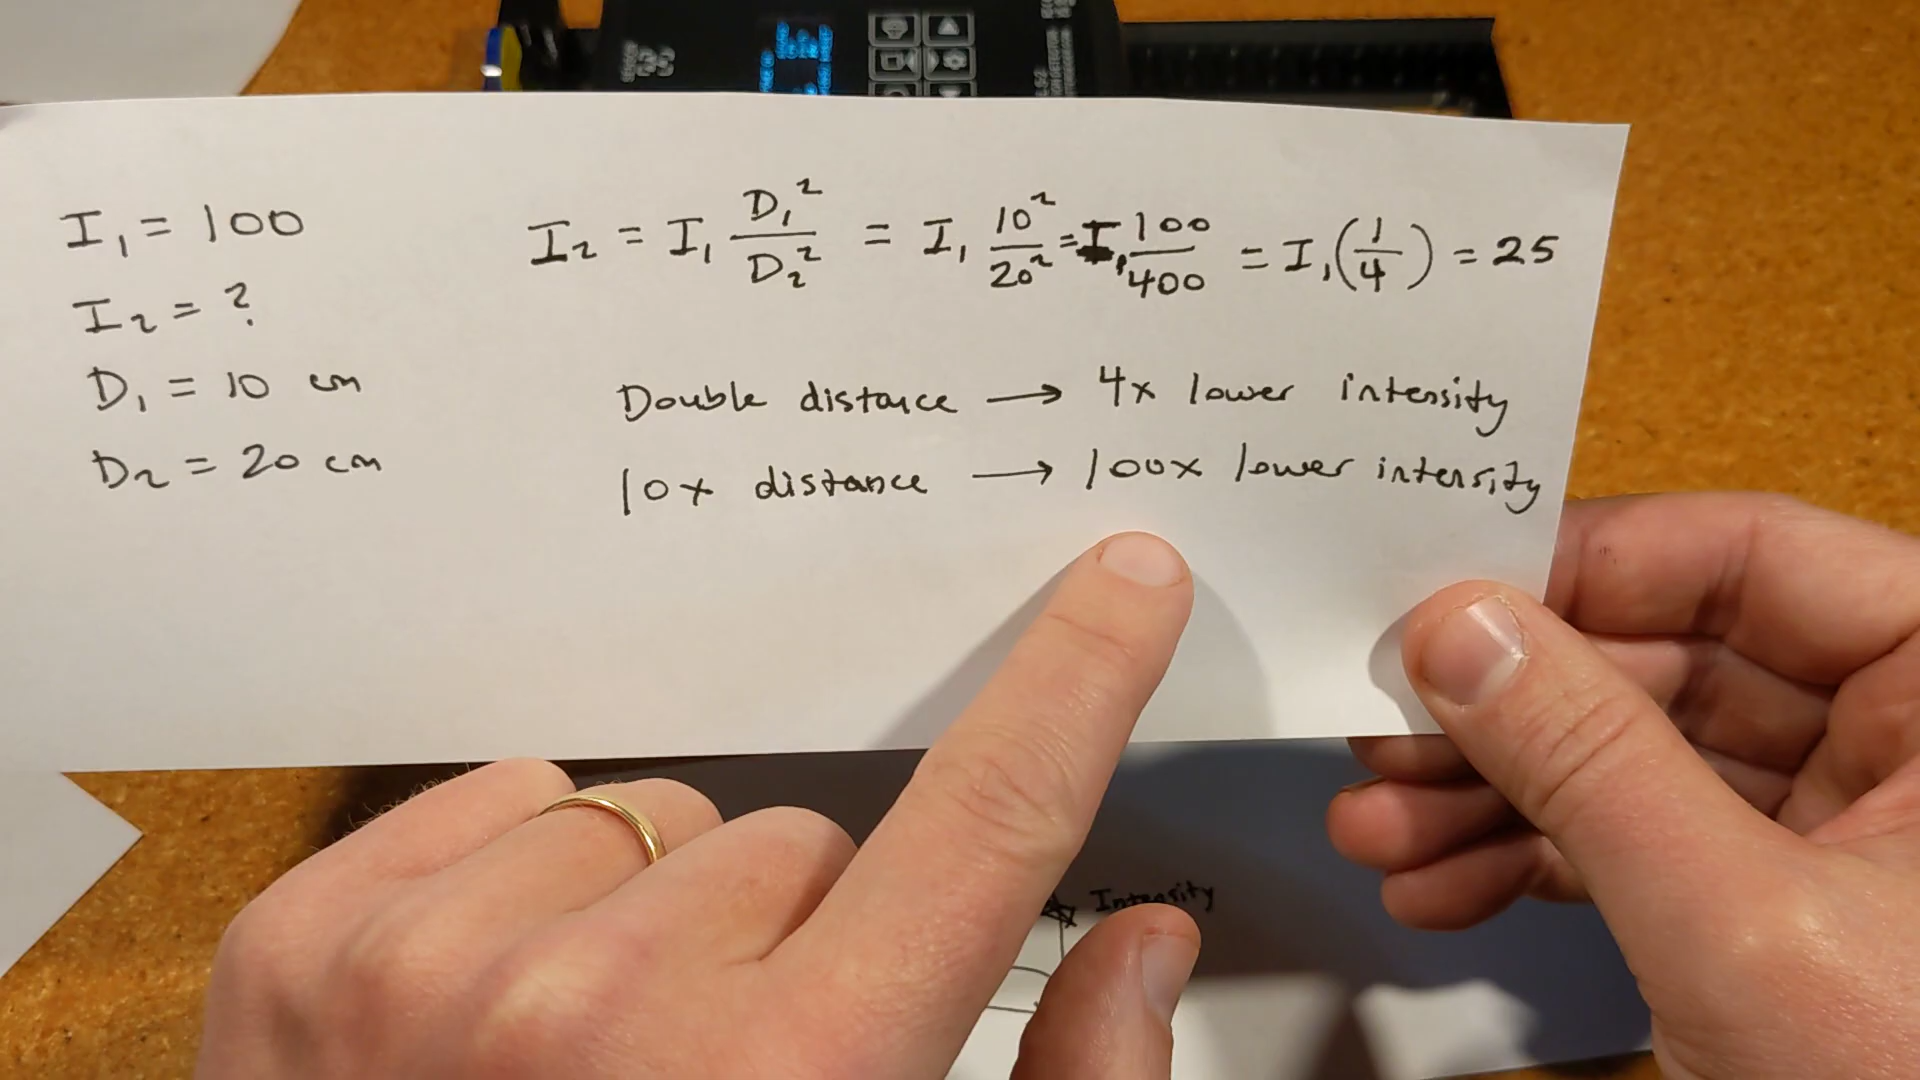 I₁ = 100
I₂ = ?
D₁ = 10 cm
D₂ = 20 cm
I₂ = I₁ D₁²/D₂² = I₁ 10²/20² = I₁ 100/400 = I₁(1/4) = 25
Double distance → 4x lower intensity
10x distance → 100x lower intensity
Intensity